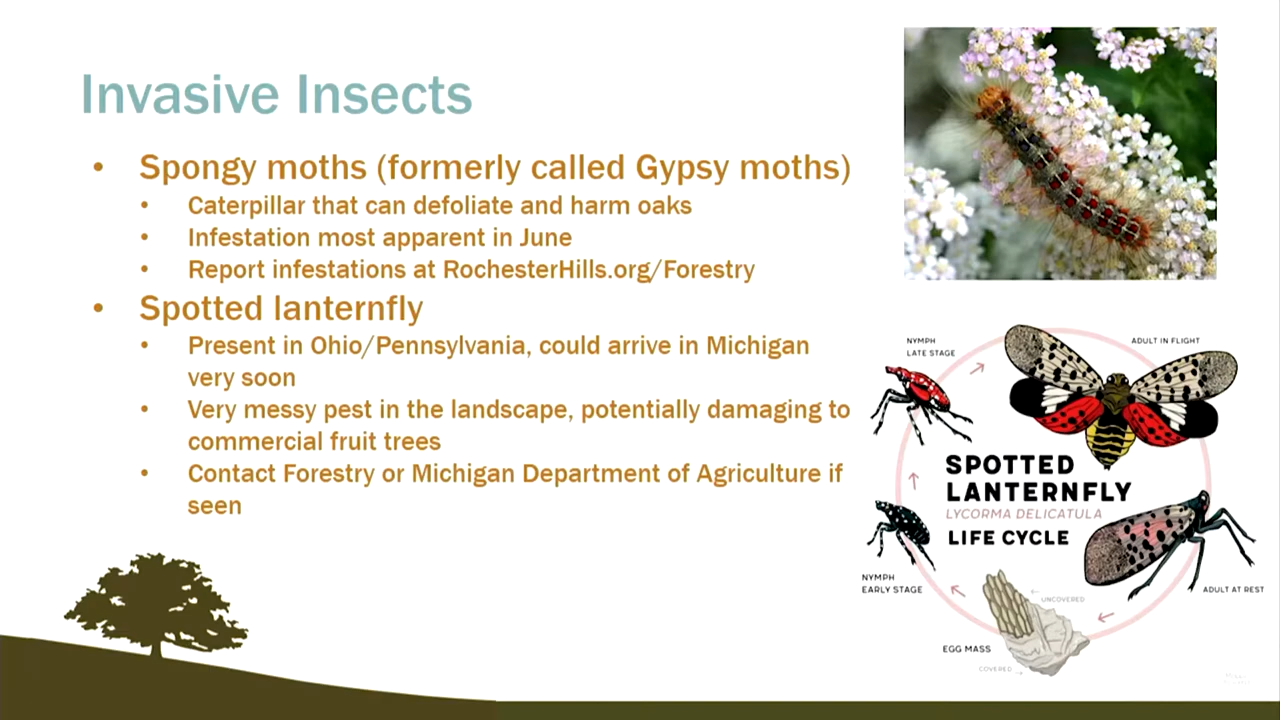 Invasive Insects
• Spongy moths (formerly called Gypsy moths)
• Caterpillar that can defoliate and harm oaks
• Infestation most apparent in June
• Report infestations at RochesterHills.org/Forestry
• Spotted lanternfly
• Present in Ohio/Pennsylvania, could arrive in Michigan
very soon
• Very messy pest in the landscape, potentially damaging to
commercial fruit trees
• Contact Forestry or Michigan Department of Agriculture if
seen
NYMPH
LATE STAGE
ADULT IN FLIGHT
SPOTTED
LANTERNFLY
LYCORMA DELICATULA
LIFE CYCLE
NYMPH
EARLY STAGE
ADULT AT REST
UNCOVERED
EGG MASS
COVERED